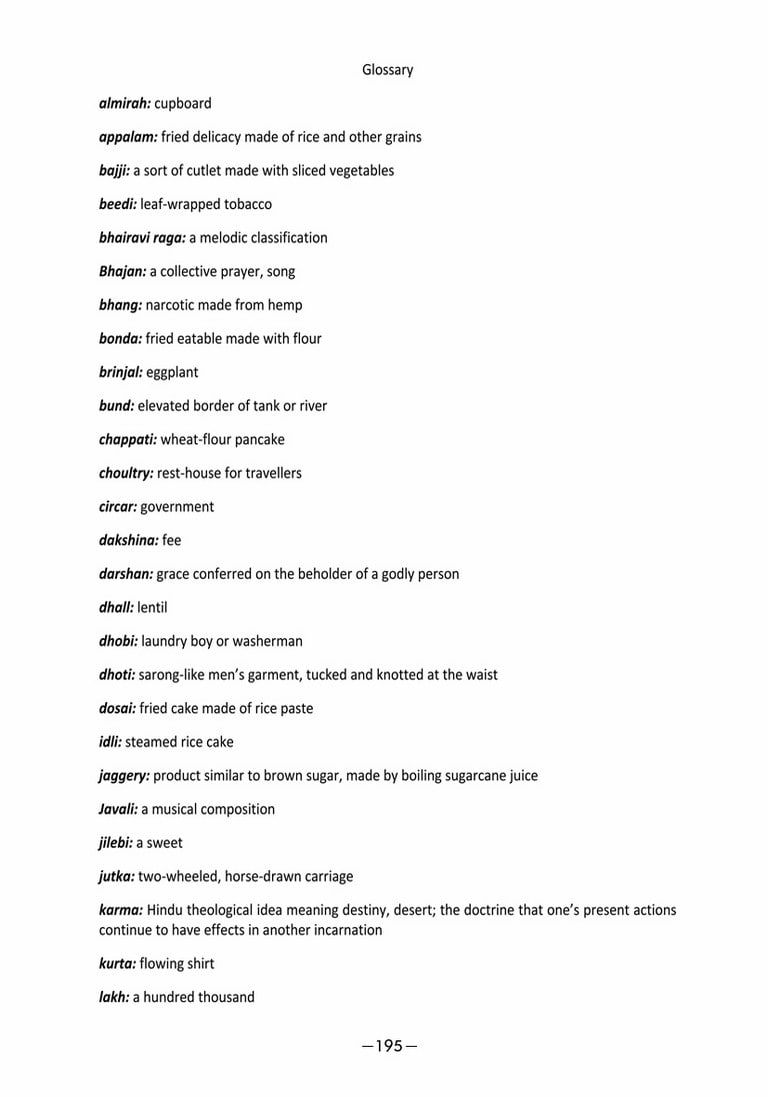 Glossary
almirah: cupboard
appalam: fried delicacy made of rice and other grains
bajji: a sort of cutlet made with sliced vegetables
beedi: leaf-wrapped tobacco
bhairavi raga: a melodic classification
Bhajan: a collective prayer, song
bhang: narcotic made from hemp
bonda: fried eatable made with flour
brinjal: eggplant
bund: elevated border of tank or river
chappati: wheat-flour pancake
choultry: rest-house for travellers
circar: government
dakshina: fee
darshan: grace conferred on the beholder of a godly person
dhall: lentil
dhobi: laundry boy or washerman
dhoti: sarong-like men’s garment, tucked and knotted at the waist
dosai: fried cake made of rice paste
idli: steamed rice cake
jaggery: product similar to brown sugar, made by boiling sugarcane juice
Javali: a musical composition
jilebi: a sweet
jutka: two-wheeled, horse-drawn carriage
karma: Hindu theological idea meaning destiny, desert; the doctrine that one’s present actions
continue to have effects in another incarnation
kurta: flowing shirt
lakh: a hundred thousand
—195—